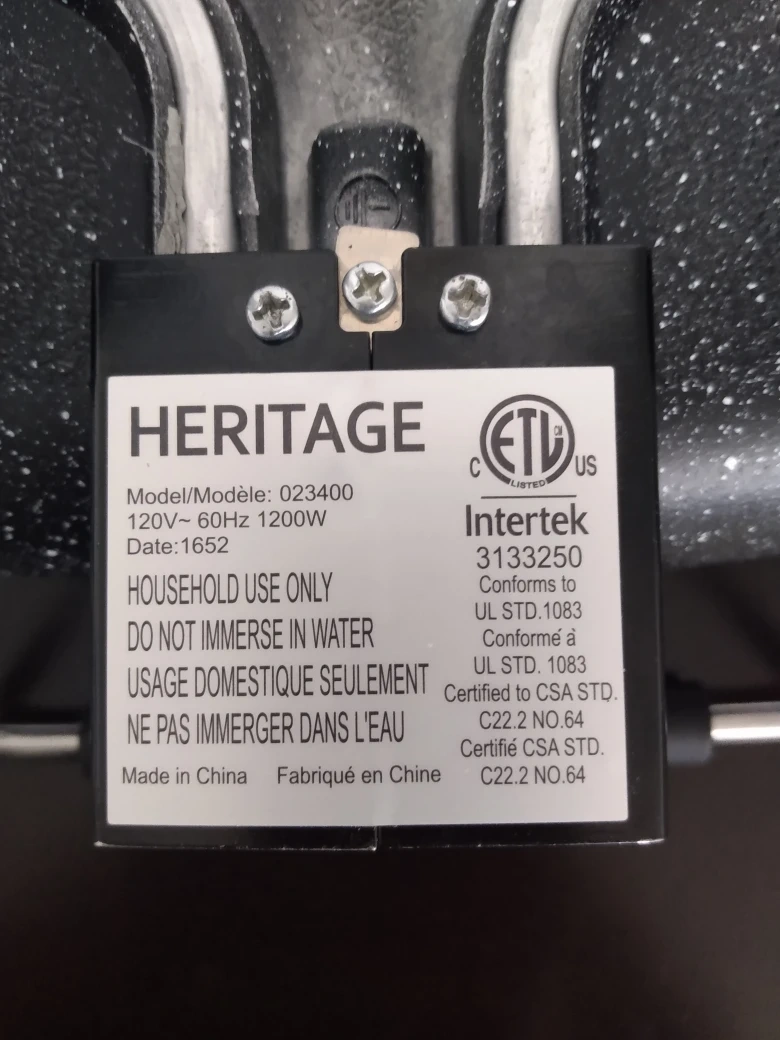 HERITAGE
Model/Modèle: 023400
120V~ 60Hz 1200W
Date:1652
HOUSEHOLD USE ONLY
DO NOT IMMERSE IN WATER
USAGE DOMESTIQUE SEULEMENT
NE PAS IMMERGER DANS L'EAU
Made in China Fabriqué en Chine
ETL CM
C US
LISTED
Intertek
3133250
Conforms to
UL STD.1083
Conformé à
UL STD. 1083
Certified to CSA STD.
C22.2 NO.64
Certifié CSA STD.
C22.2 NO.64